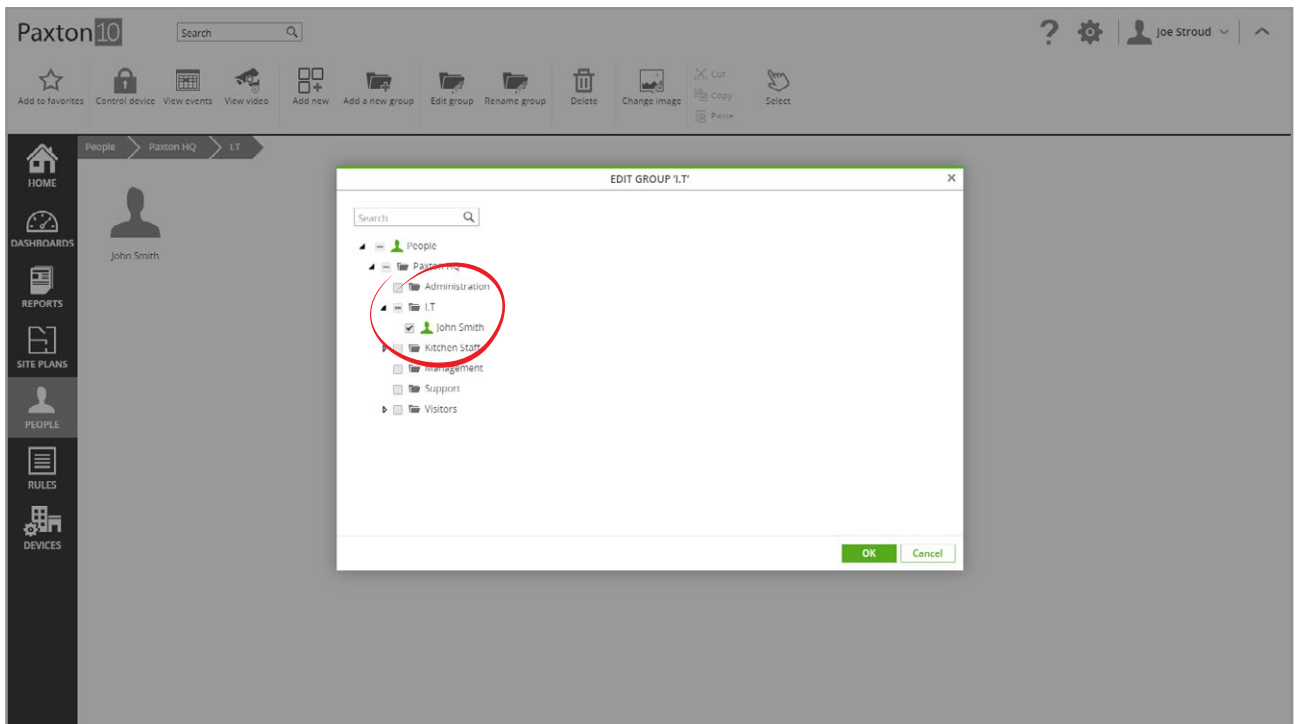 Paxton10
Search
Joe Stroud
Add to favorites
Control device
View events
View video
Add new
Add a new group
Edit group
Rename group
Delete
Change image
Cut
Copy
Paste
Select
People
Paxton HQ
I.T
HOME
DASHBOARDS
REPORTS
SITE PLANS
PEOPLE
RULES
DEVICES
John Smith
EDIT GROUP 'I.T'
Search
People
Paxton HQ
Administration
I.T
John Smith
Kitchen Staff
Management
Support
Visitors
OK
Cancel